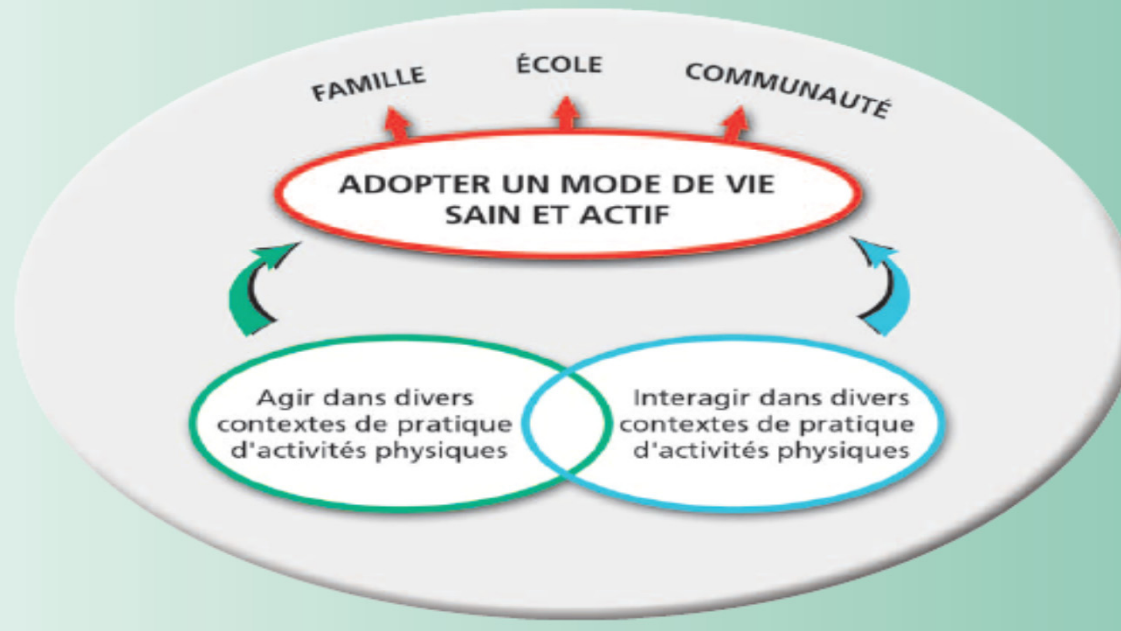 FAMILLE
ÉCOLE
COMMUNAUTÉ
ADOPTER UN MODE DE VIE
SAIN ET ACTIF
Agir dans divers
contextes de pratique
d'activités physiques
Interagir dans divers
contextes de pratique
d'activités physiques